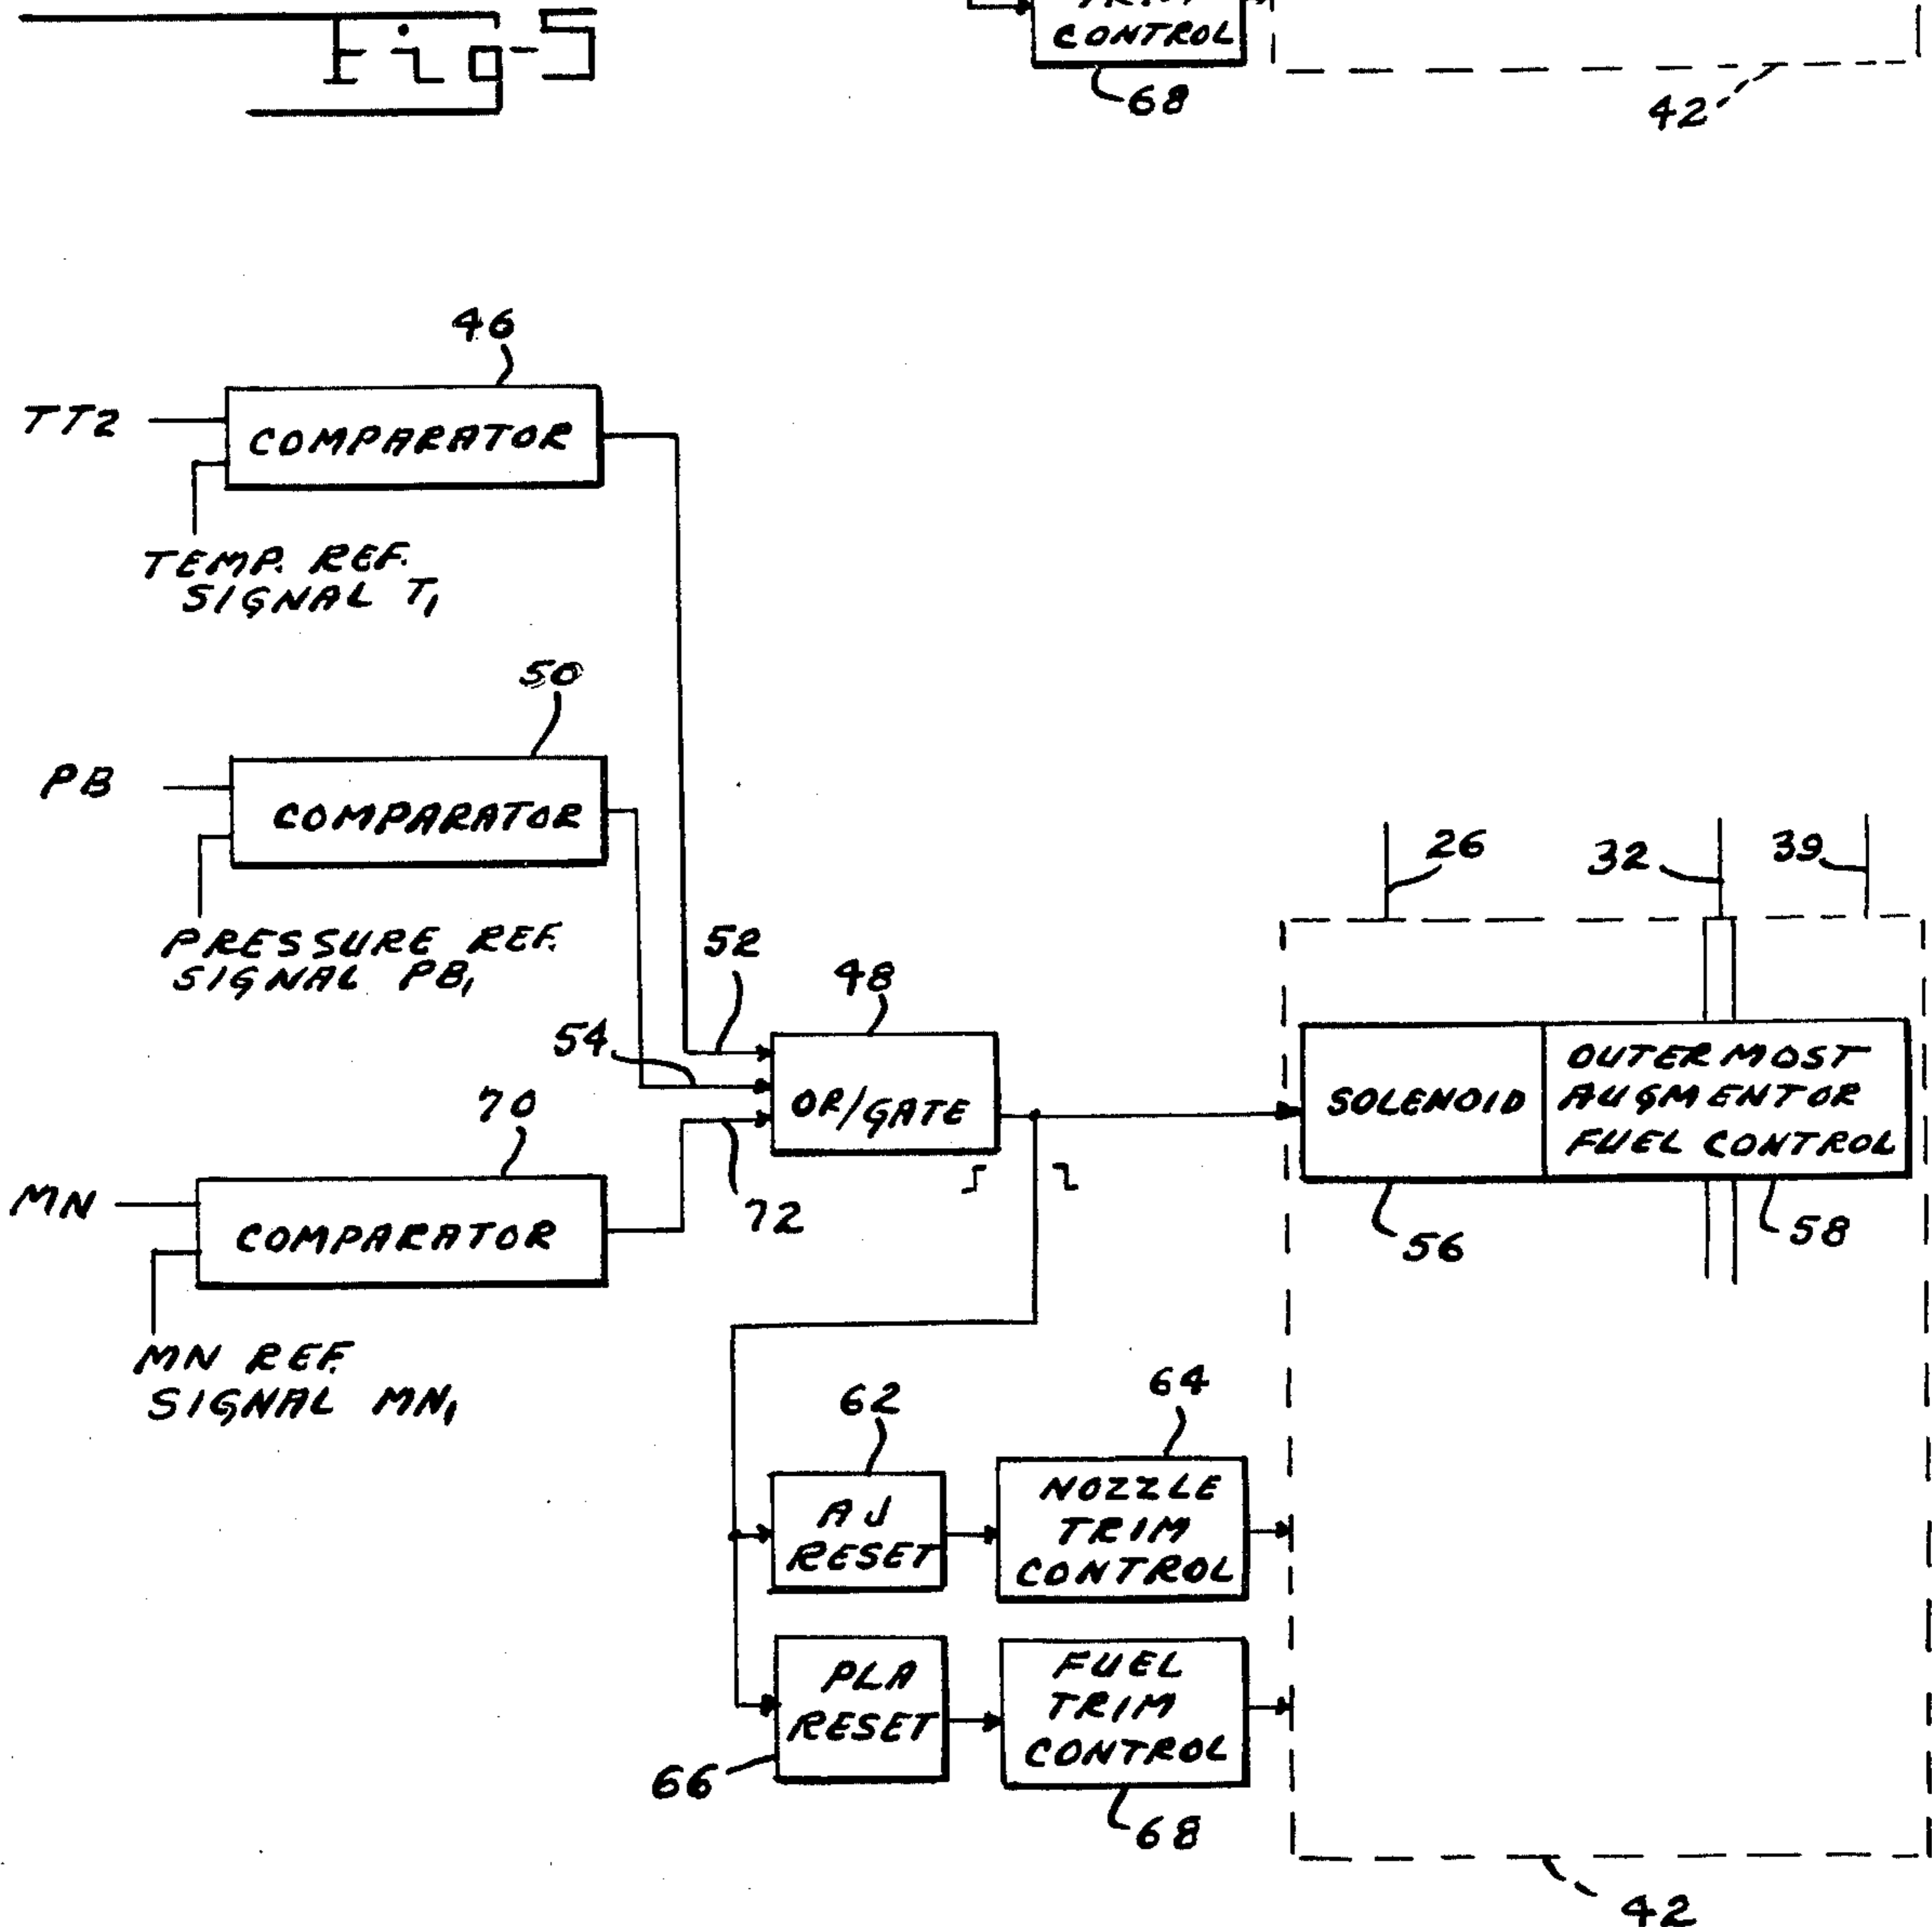 Fig-5
CONTROL
68
42
46
TT2
COMPARATOR
TEMP. REF.
SIGNAL T1
50
PB
COMPARATOR
PRESSURE REF.
SIGNAL PB1
52
54
48
OR/GATE
70
MN
COMPARATOR
72
MN REF.
SIGNAL MN1
26
32
39
SOLENOID
OUTERMOST
AUGMENTOR
FUEL CONTROL
56
58
62
AJ
RESET
64
NOZZLE
TRIM
CONTROL
PLA
RESET
66
FUEL
TRIM
CONTROL
68
42